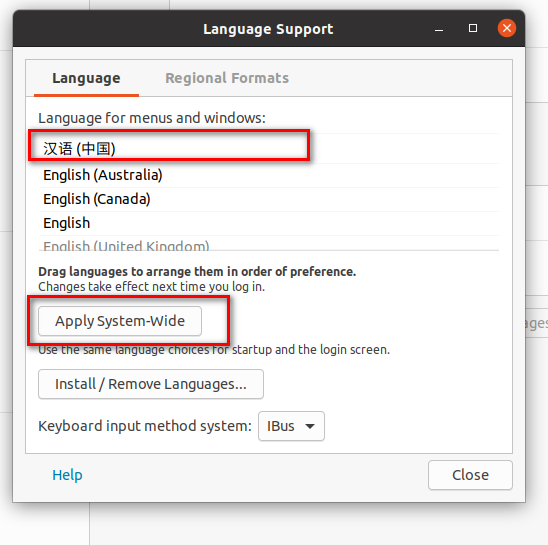 Language Support
Language Regional Formats
Language for menus and windows:
汉语 (中国)
English (Australia)
English (Canada)
English
English (United Kingdom)
Drag languages to arrange them in order of preference.
Changes take effect next time you log in.
Apply System-Wide
Use the same language choices for startup and the login screen.
Install / Remove Languages...
Keyboard input method system: IBus
Help Close